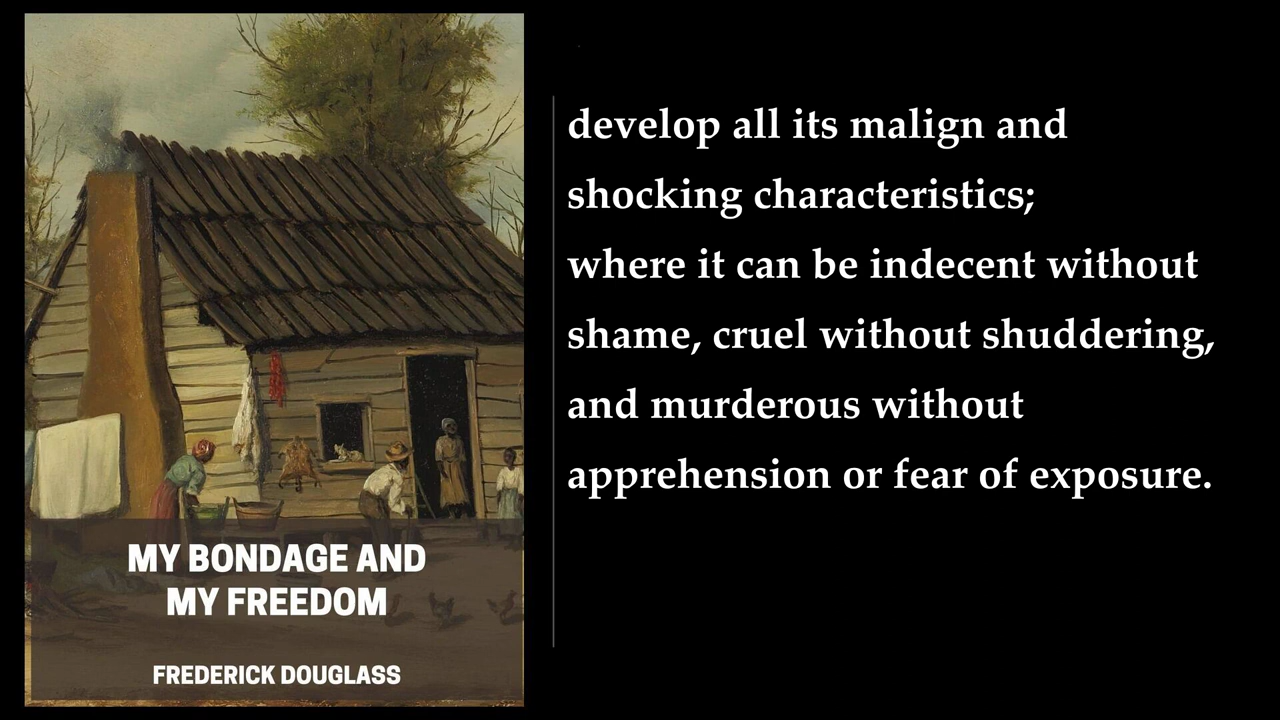 MY BONDAGE AND
MY FREEDOM
FREDERICK DOUGLASS
develop all its malign and
shocking characteristics;
where it can be indecent without
shame, cruel without shuddering,
and murderous without
apprehension or fear of exposure.